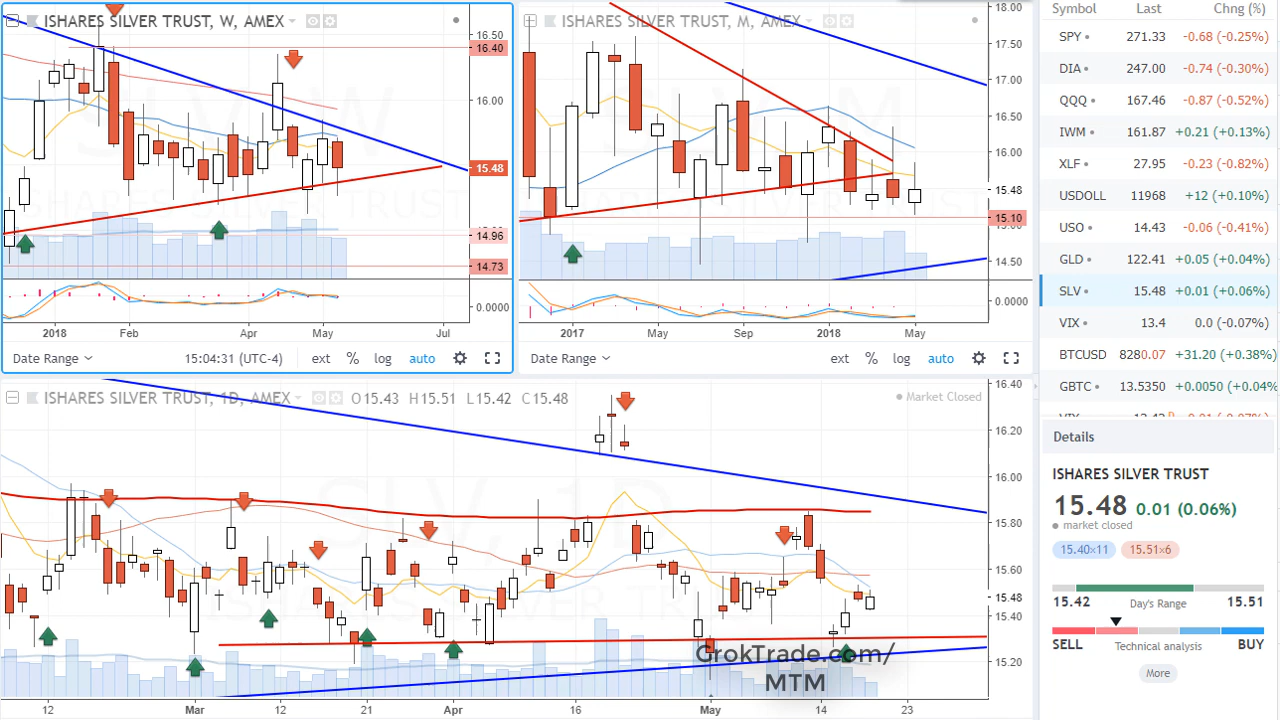 ISHARES SILVER TRUST, W, AMEX
16.50
16.40
16.00
15.48
14.96
14.73
0.0000
2018 Feb Apr May Jul
Date Range 15:04:31 (UTC-4) ext % log auto
ISHARES SILVER TRUST, M, AMEX
18.00
17.50
17.00
16.50
16.00
15.48
15.10
15.00
14.50
0.0000
2017 May Sep 2018 May
Date Range ext % log auto
ISHARES SILVER TRUST, 1D, AMEX O15.43 H15.51 L15.42 C15.48
Market Closed
16.40
16.20
16.00
15.80
15.60
15.48
15.40
15.20
SLV, 1D
ISHARES SILVER TRUST
GrokTrade.com/
MTM
12 Mar 12 21 Apr 16 May 14 23
Symbol Last Chng (%)
SPY 271.33 -0.68 (-0.25%)
DIA 247.00 -0.74 (-0.30%)
QQQ 167.46 -0.87 (-0.52%)
IWM 161.87 +0.21 (+0.13%)
XLF 27.95 -0.23 (-0.82%)
USDOLL 11968 +12 (+0.10%)
USO 14.43 -0.06 (-0.41%)
GLD 122.41 +0.05 (+0.04%)
SLV 15.48 +0.01 (+0.06%)
VIX 13.4 0.0 (-0.07%)
BTCUSD 8280.07 +31.20 (+0.38%)
GBTC 13.5350 +0.0050 (+0.04%
Details
ISHARES SILVER TRUST
15.48 0.01 (0.06%)
market closed
15.40×11 15.51×6
15.42 Day's Range 15.51
SELL Technical analysis BUY
More